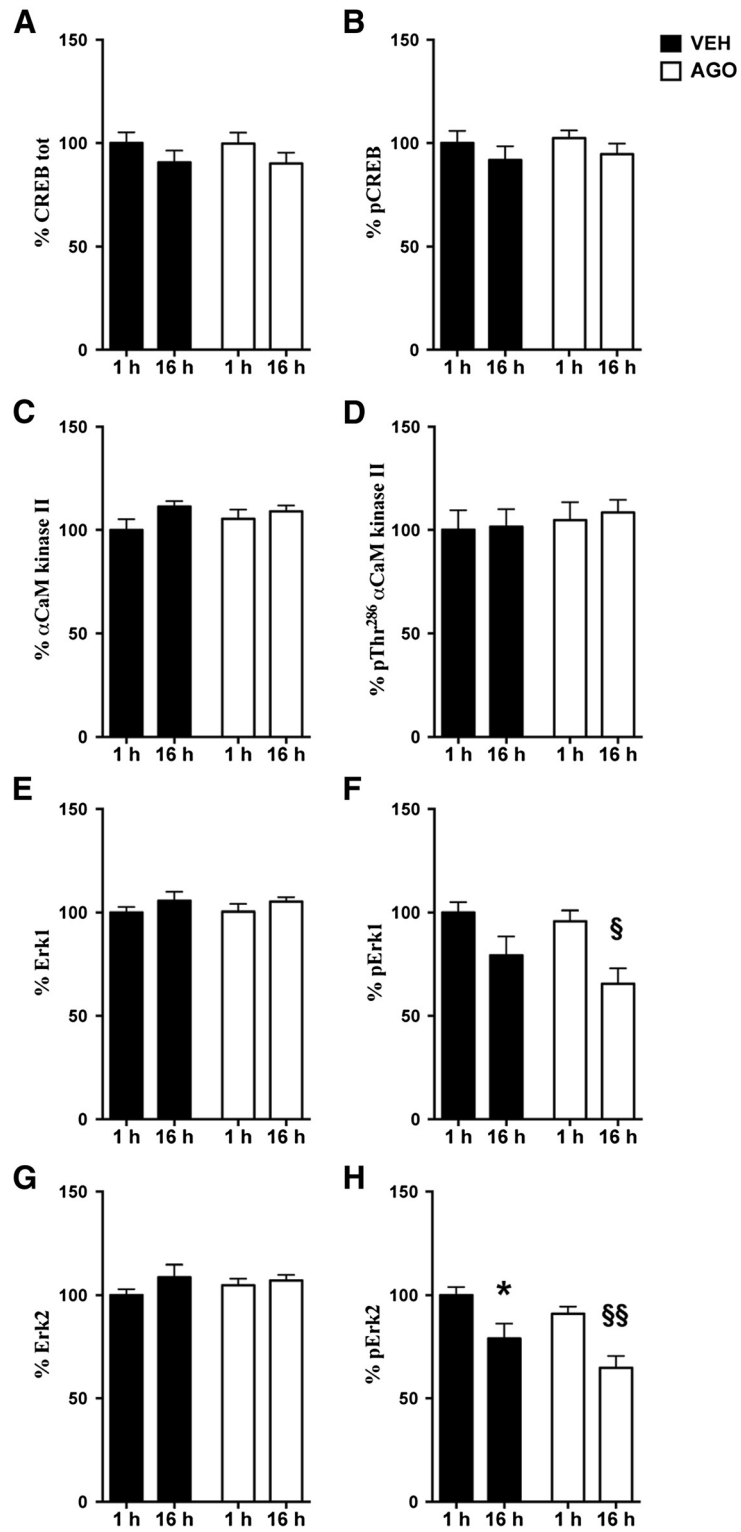 A
B
VEH
AGO
150
100
50
0
% CREB tot
1 h 16 h 1 h 16 h
150
100
50
0
% pCREB
1 h 16 h 1 h 16 h
C
D
150
100
50
0
% αCaM kinase II
1 h 16 h 1 h 16 h
150
100
50
0
% pThr286 αCaM kinase II
1 h 16 h 1 h 16 h
E
F
150
100
50
0
% Erk1
1 h 16 h 1 h 16 h
150
100
50
0
% pErk1
§
1 h 16 h 1 h 16 h
G
H
150
100
50
0
% Erk2
1 h 16 h 1 h 16 h
150
100
50
0
% pErk2
*
§§
1 h 16 h 1 h 16 h